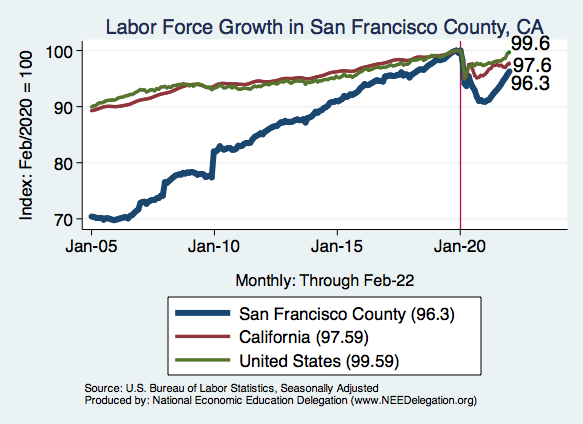 Labor Force Growth in San Francisco County, CA
99.6
97.6
96.3
Index: Feb/2020 = 100
100
90
80
70
Jan-05 Jan-10 Jan-15 Jan-20
Monthly: Through Feb-22
San Francisco County (96.3)
California (97.59)
United States (99.59)
Source: U.S. Bureau of Labor Statistics, Seasonally Adjusted
Produced by: National Economic Education Delegation (www.NEEDelegation.org)